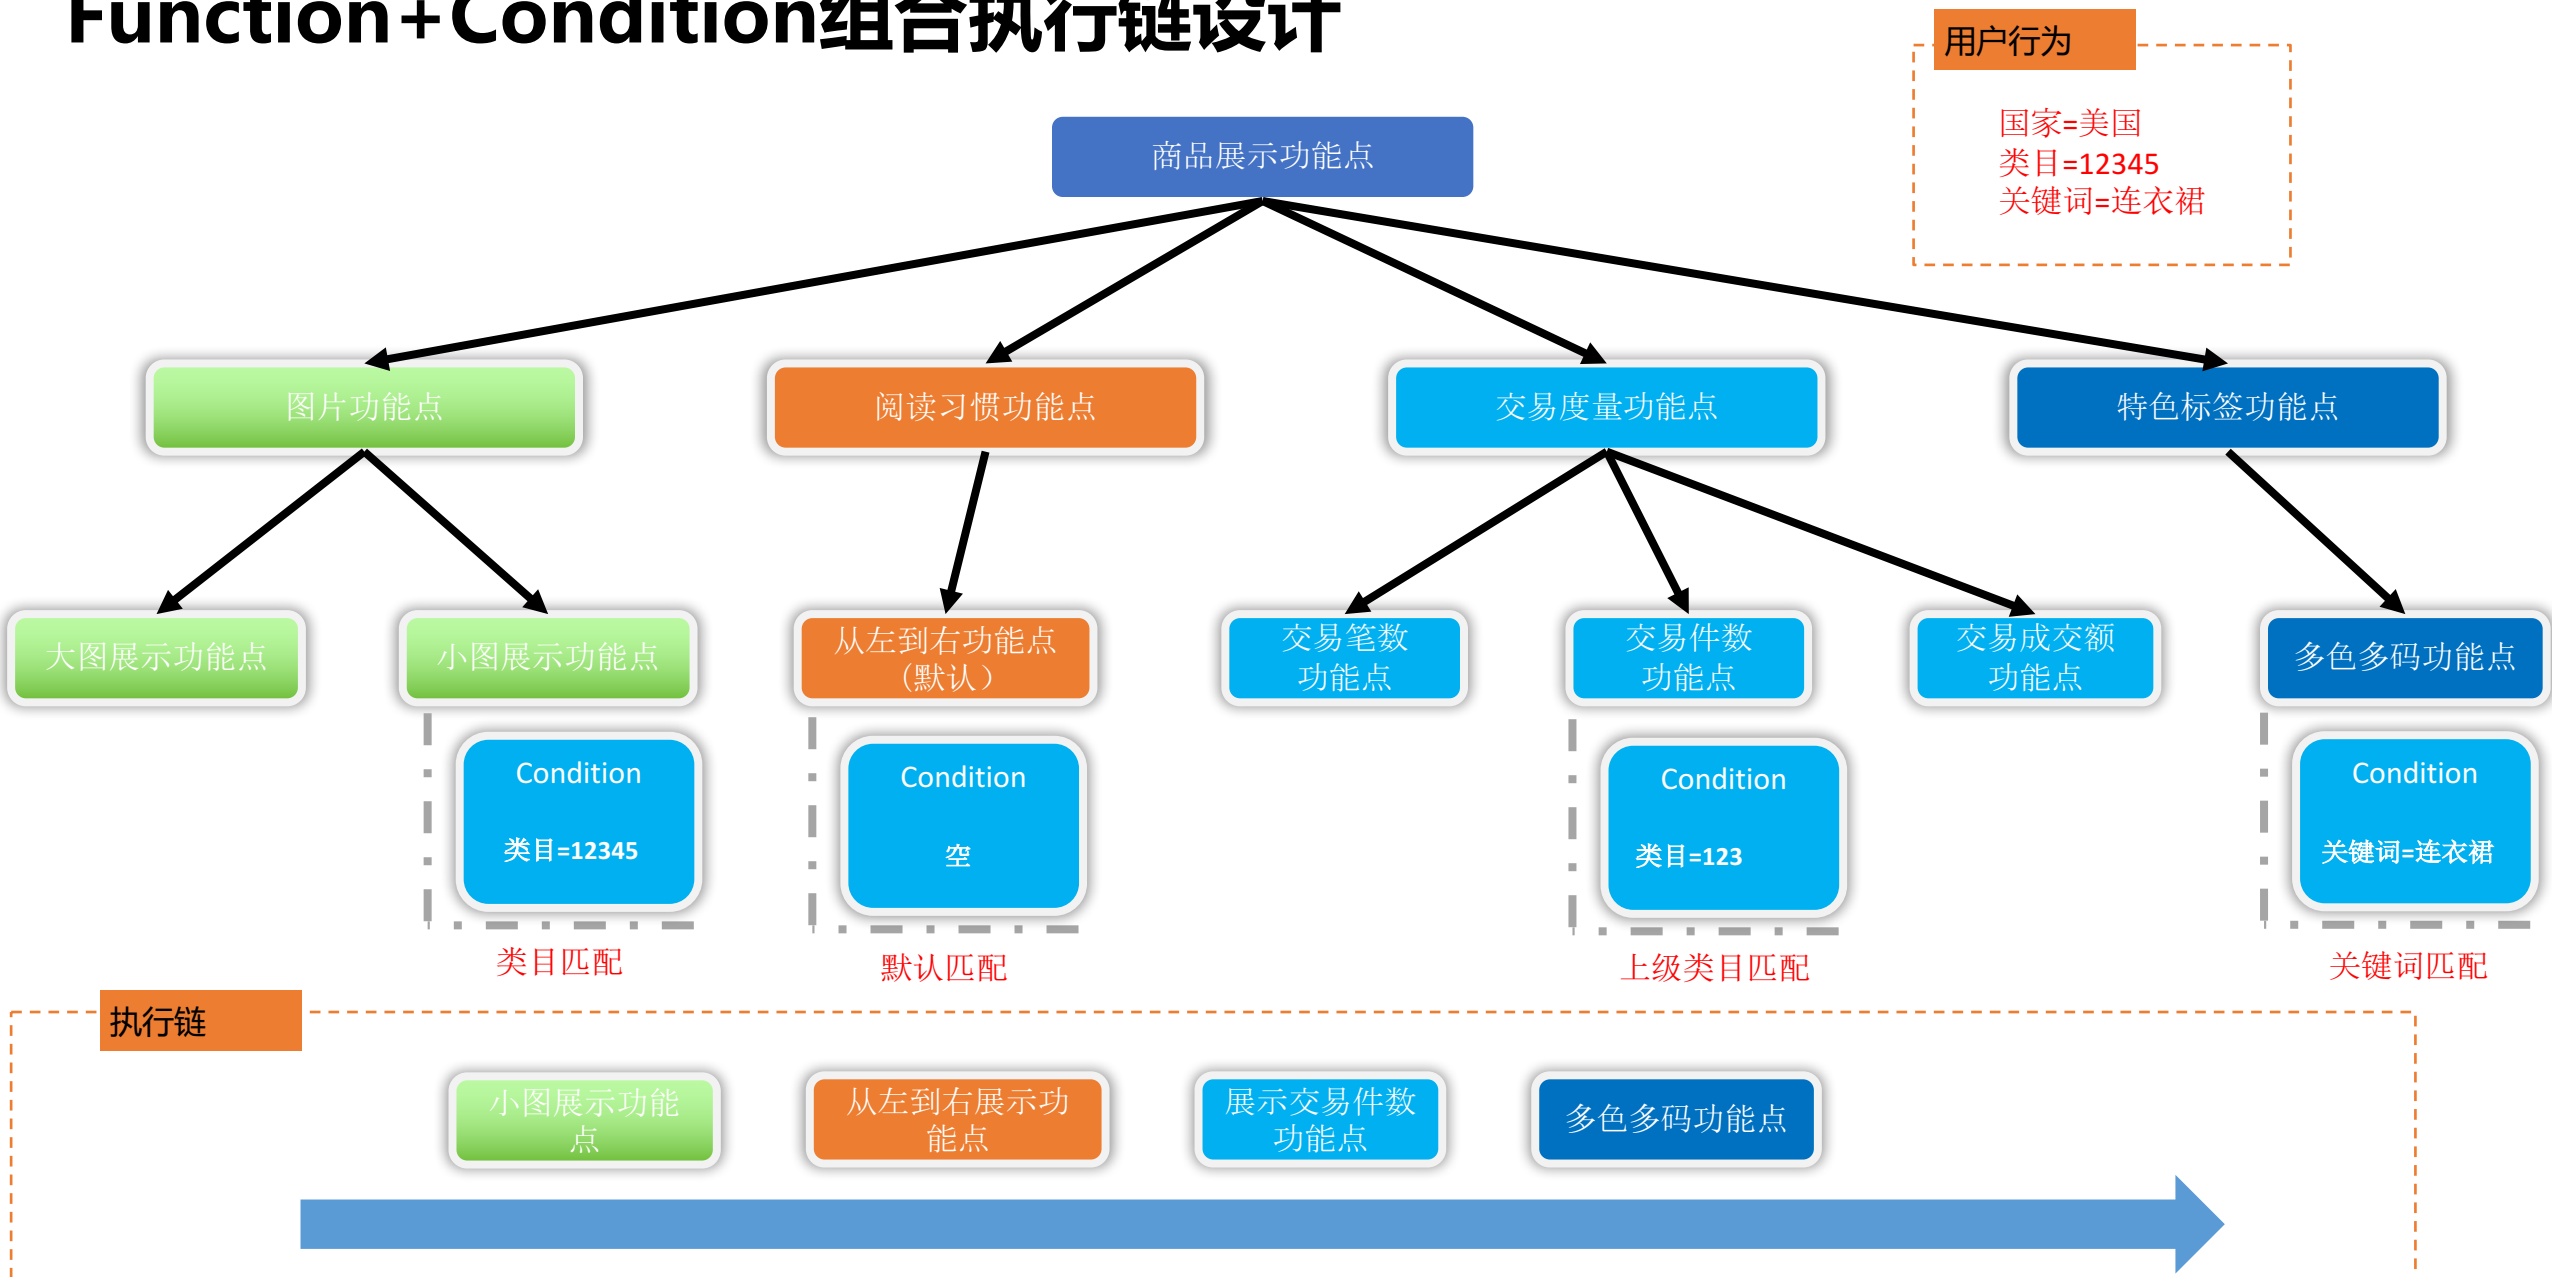 Function+Condition组合执行链设计
用户行为
国家=美国
类目=12345
关键词=连衣裙
商品展示功能点
图片功能点
阅读习惯功能点
交易度量功能点
特色标签功能点
大图展示功能点
小图展示功能点
从左到右功能点
（默认）
交易笔数
功能点
交易件数
功能点
交易成交额
功能点
多色多码功能点
Condition
类目=12345
Condition
空
Condition
类目=123
Condition
关键词=连衣裙
类目匹配
默认匹配
上级类目匹配
关键词匹配
执行链
小图展示功能
点
从左到右展示功
能点
展示交易件数
功能点
多色多码功能点